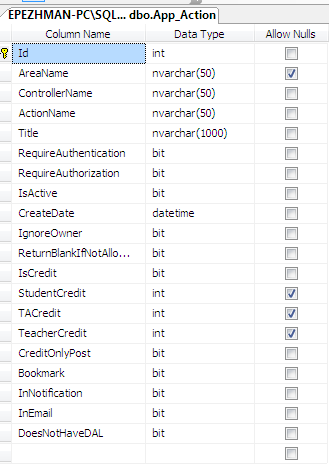 EPEZHMAN-PC\SQL... dbo.App_Action
Column Name Data Type Allow Nulls
Id int
AreaName nvarchar(50)
ControllerName nvarchar(50)
ActionName nvarchar(50)
Title nvarchar(1000)
RequireAuthentication bit
RequireAuthorization bit
IsActive bit
CreateDate datetime
IgnoreOwner bit
ReturnBlankIfNotAllo... bit
IsCredit bit
StudentCredit int
TACredit int
TeacherCredit int
CreditOnlyPost bit
Bookmark bit
InNotification bit
InEmail bit
DoesNotHaveDAL bit